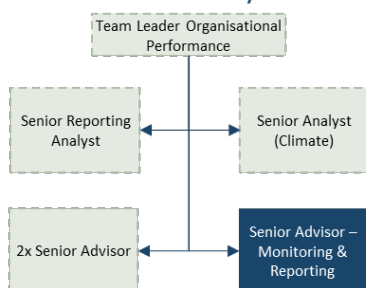 Team Leader Organisational
Performance
Senior Reporting
Analyst
Senior Analyst
(Climate)
2x Senior Advisor
Senior Advisor –
Monitoring &
Reporting